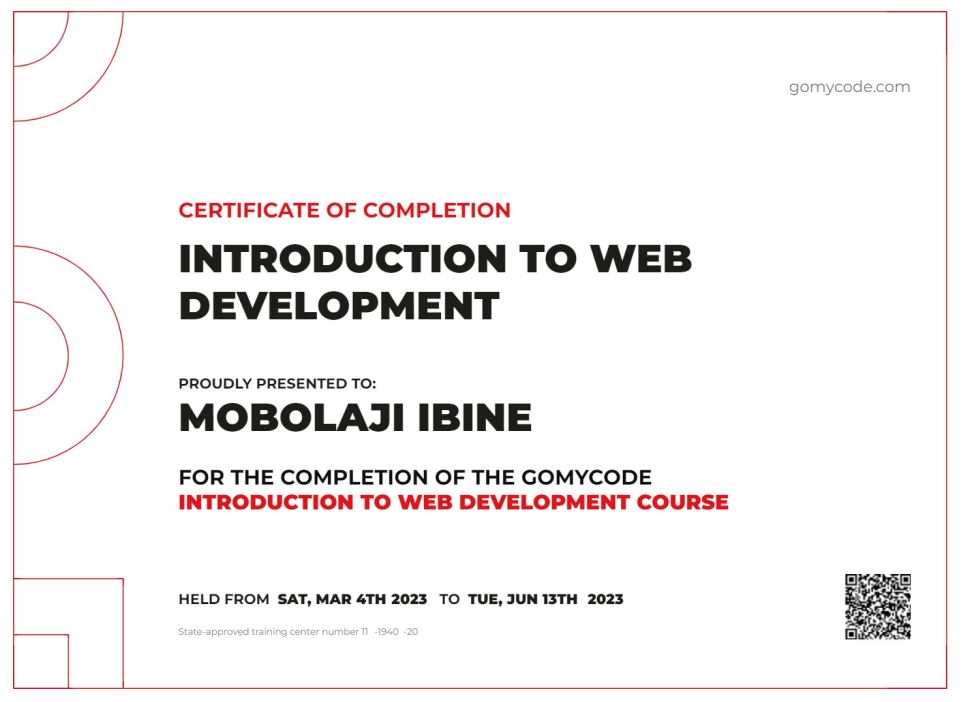 gomycode.com
CERTIFICATE OF COMPLETION
INTRODUCTION TO WEB
DEVELOPMENT
PROUDLY PRESENTED TO:
MOBOLAJI IBINE
FOR THE COMPLETION OF THE GOMYCODE
INTRODUCTION TO WEB DEVELOPMENT COURSE
HELD FROM SAT, MAR 4TH 2023 TO TUE, JUN 13TH 2023
State-approved training center number 11 -1940 -20